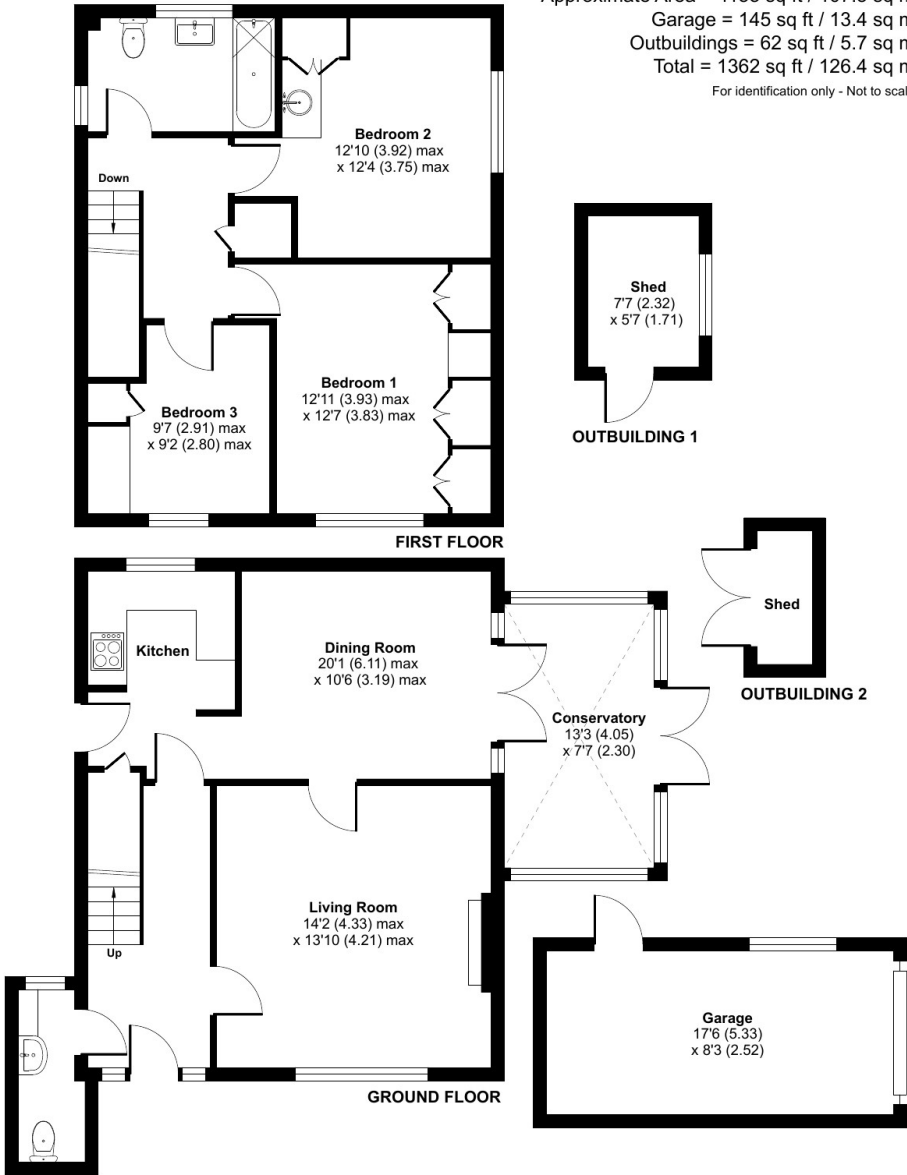 Garage = 145 sq ft / 13.4 sq m
Outbuildings = 62 sq ft / 5.7 sq m
Total = 1362 sq ft / 126.4 sq m
For identification only - Not to scal
Down
Bedroom 2
12'10 (3.92) max
x 12'4 (3.75) max
Shed
7'7 (2.32)
x 5'7 (1.71)
Bedroom 1
12'11 (3.93) max
x 12'7 (3.83) max
Bedroom 3
9'7 (2.91) max
x 9'2 (2.80) max
OUTBUILDING 1
FIRST FLOOR
Kitchen
Dining Room
20'1 (6.11) max
x 10'6 (3.19) max
Shed
OUTBUILDING 2
Conservatory
13'3 (4.05)
x 7'7 (2.30)
Living Room
14'2 (4.33) max
x 13'10 (4.21) max
Up
Garage
17'6 (5.33)
x 8'3 (2.52)
GROUND FLOOR